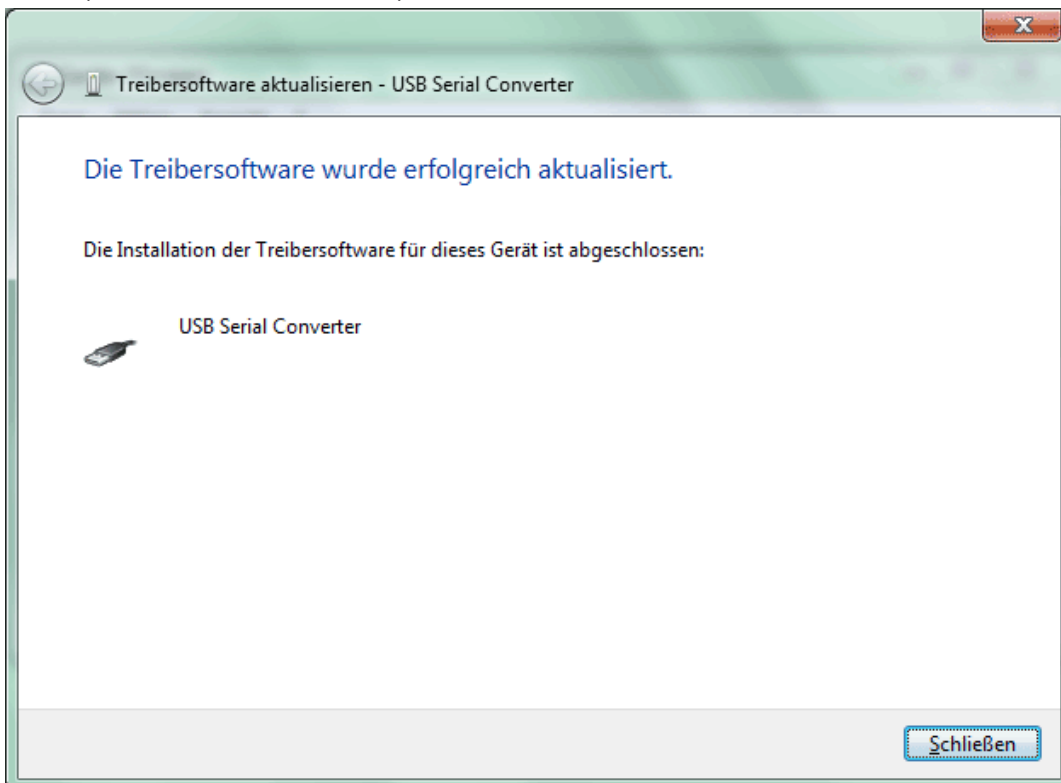 Treibersoftware aktualisieren - USB Serial Converter
Die Treibersoftware wurde erfolgreich aktualisiert.
Die Installation der Treibersoftware für dieses Gerät ist abgeschlossen:
USB Serial Converter
Schließen